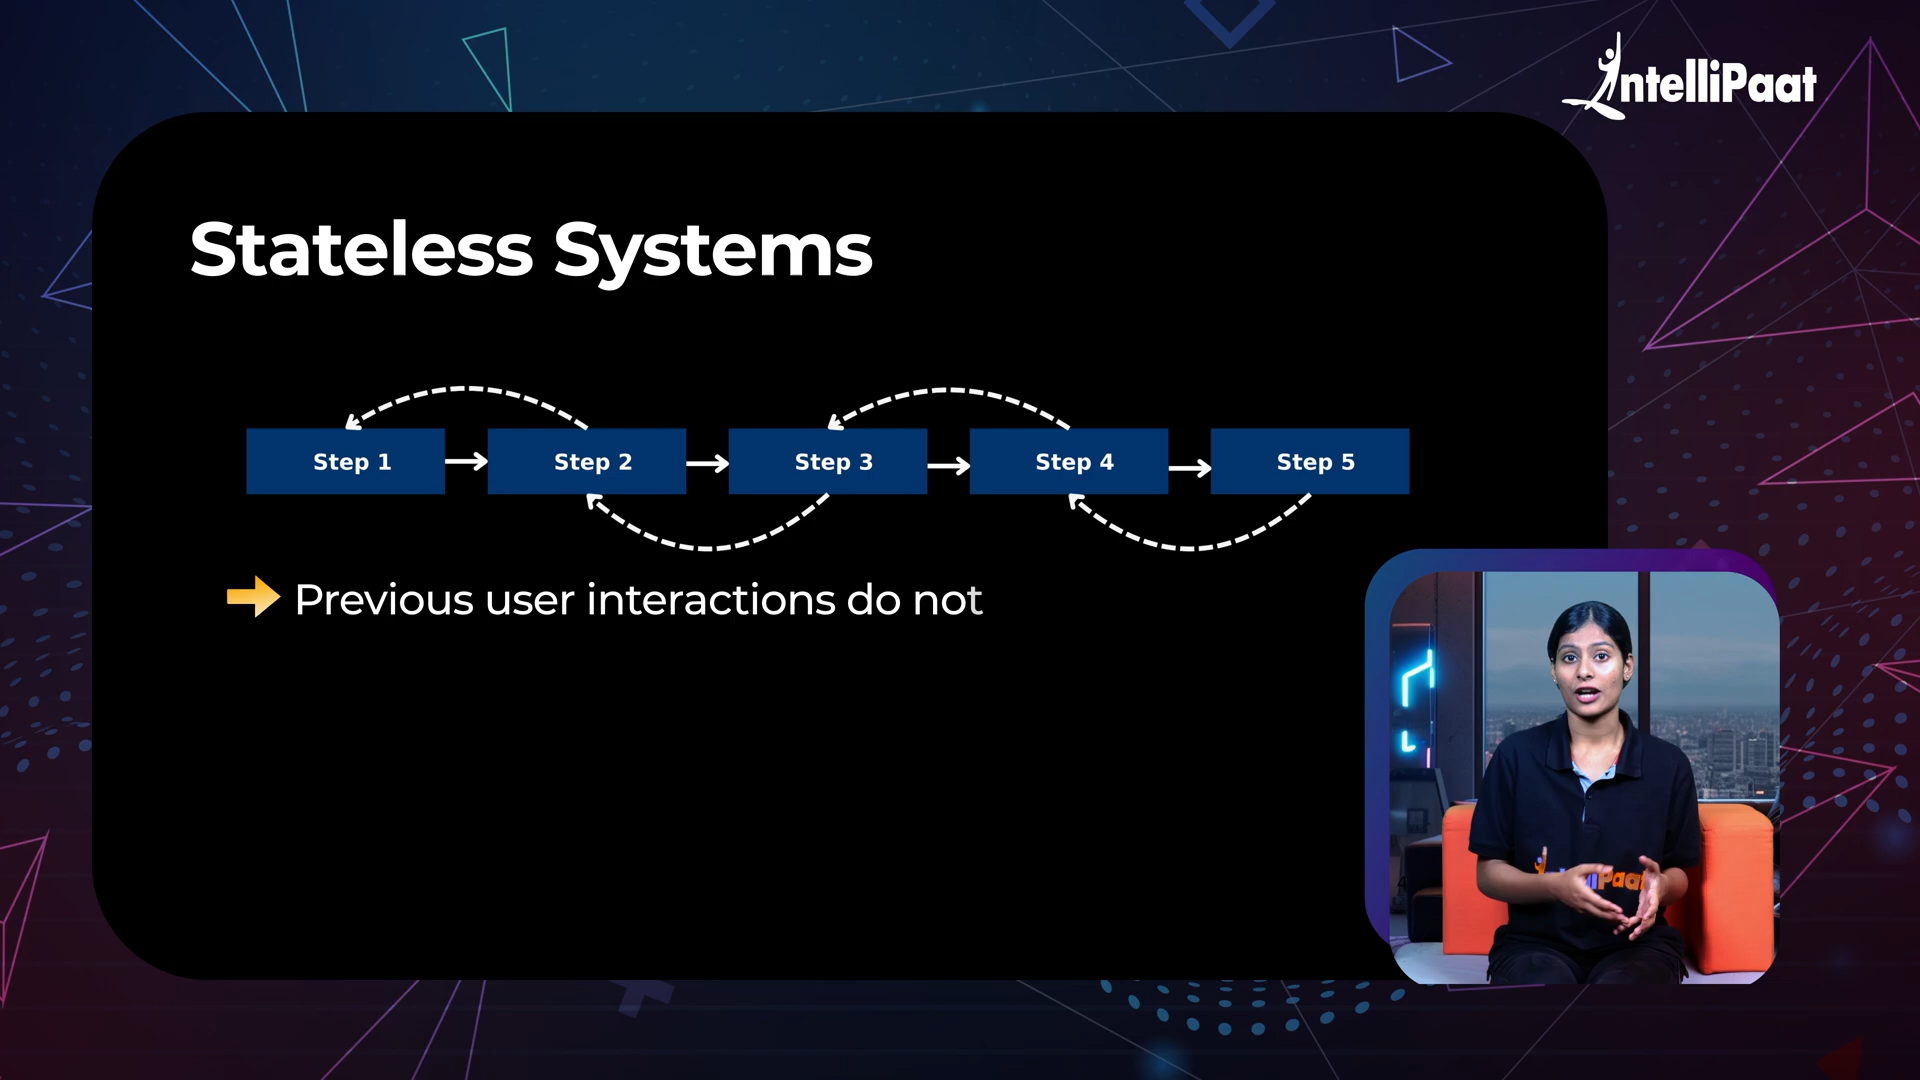 IntelliPaat
Stateless Systems
Step 1
Step 2
Step 3
Step 4
Step 5
Previous user interactions do not